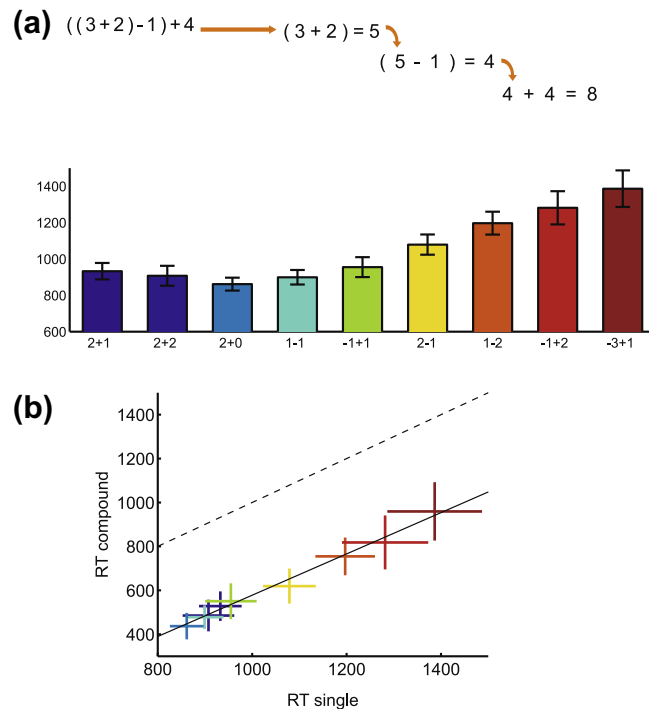 (a) ((3+2)-1)+4 (3+2)=5
(5 - 1) = 4
4 + 4 = 8
1400
1200
1000
800
600
2+1 2+2 2+0 1-1 -1+1 2-1 1-2 -1+2 -3+1
(b)
1400
1200
1000
800
600
400
RT compound
800 1000 1200 1400
RT single